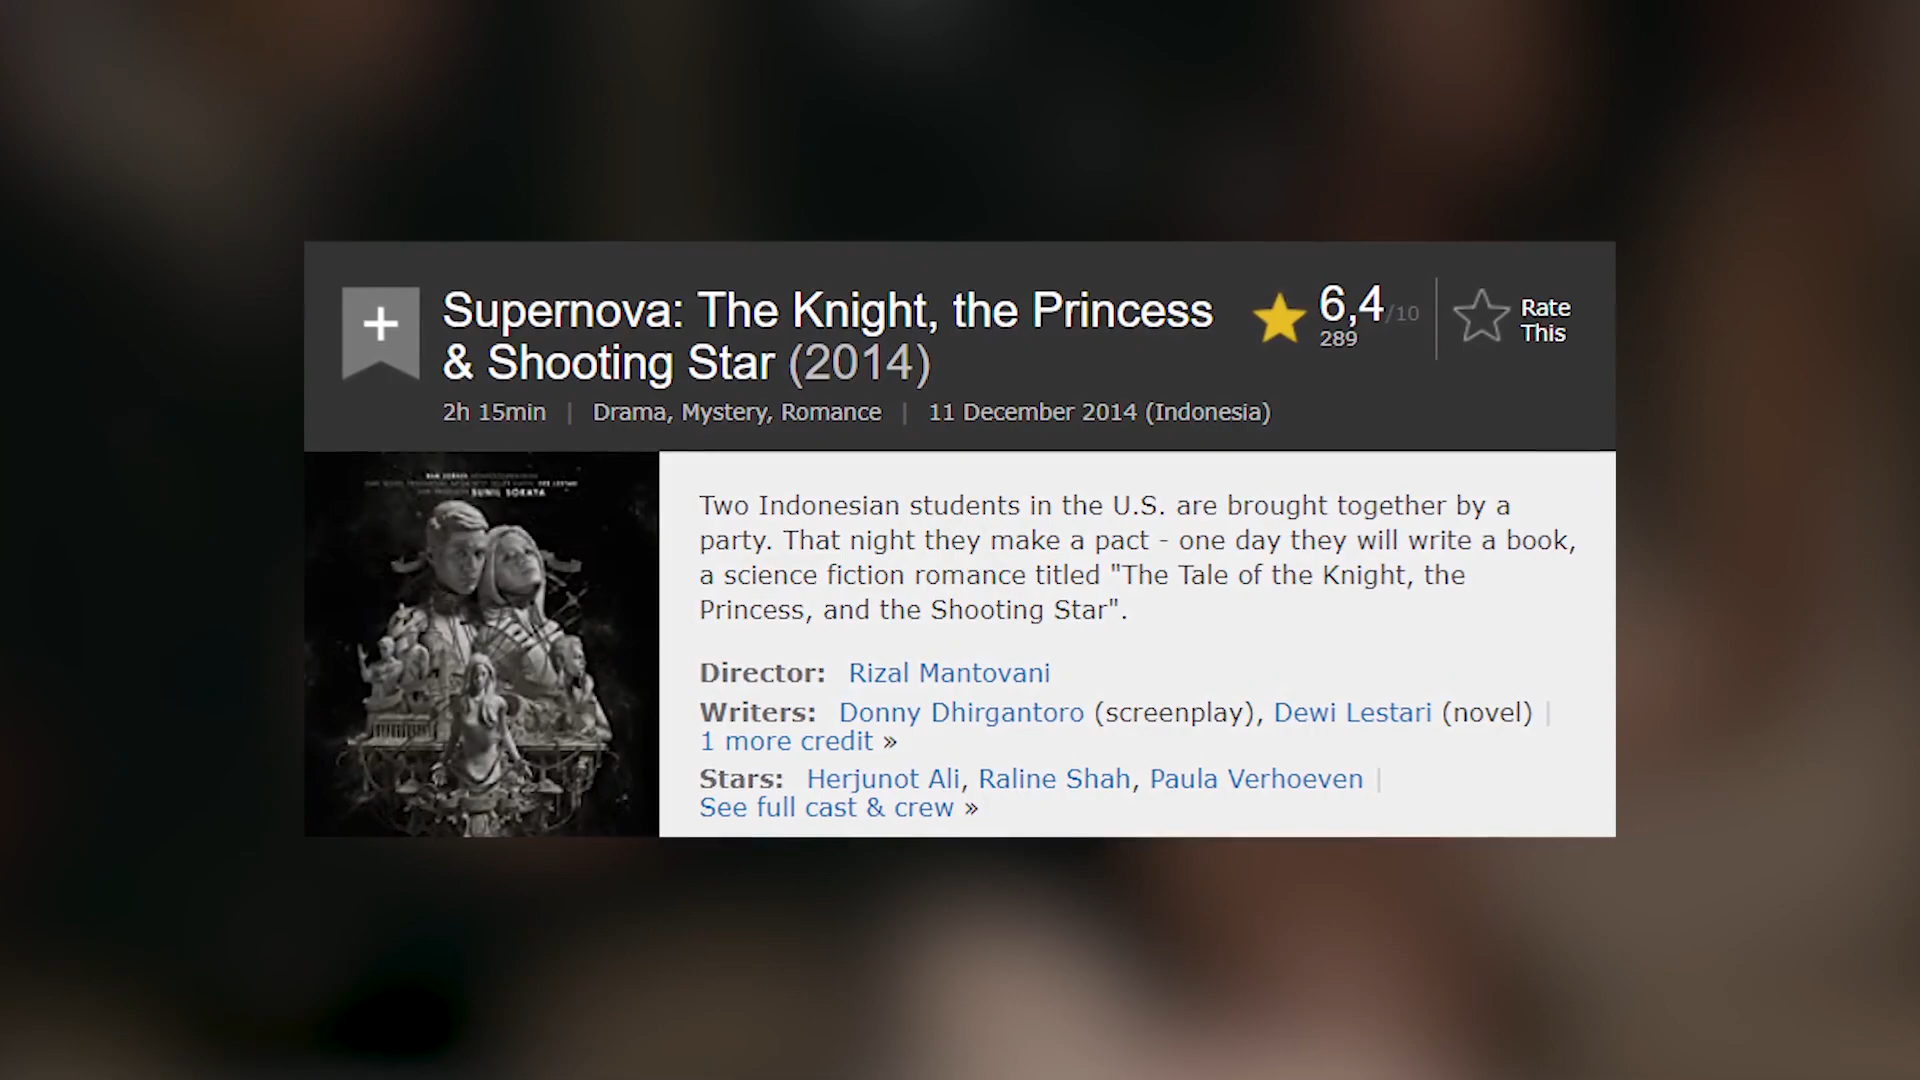 +
Supernova: The Knight, the Princess
& Shooting Star (2014)
6,4/10
289
Rate
This
2h 15min | Drama, Mystery, Romance | 11 December 2014 (Indonesia)
SUNIL SORAYA
Two Indonesian students in the U.S. are brought together by a
party. That night they make a pact - one day they will write a book,
a science fiction romance titled "The Tale of the Knight, the
Princess, and the Shooting Star".
Director: Rizal Mantovani
Writers: Donny Dhirgantoro (screenplay), Dewi Lestari (novel) |
1 more credit »
Stars: Herjunot Ali, Raline Shah, Paula Verhoeven |
See full cast & crew »